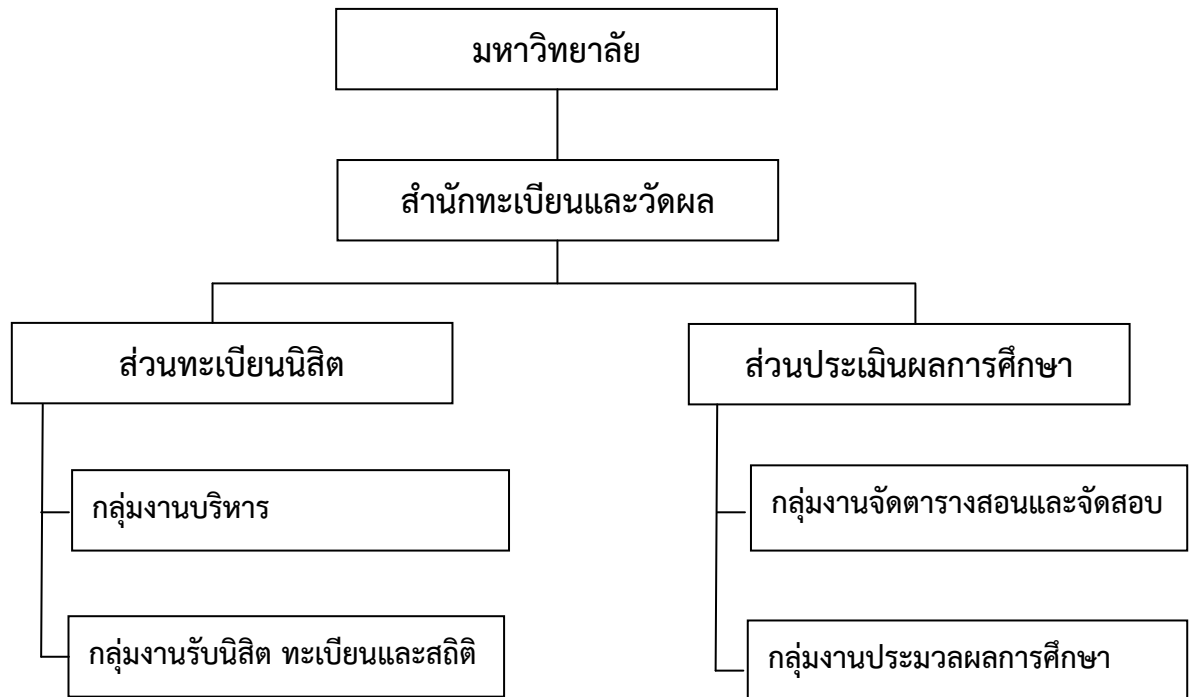 มหาวิทยาลัย
สำนักทะเบียนและวัดผล
ส่วนทะเบียนนิสิต
ส่วนประเมินผลการศึกษา
กลุ่มงานบริหาร
กลุ่มงานจัดตารางสอนและจัดสอบ
กลุ่มงานรับนิสิต ทะเบียนและสถิติ
กลุ่มงานประมวลผลการศึกษา